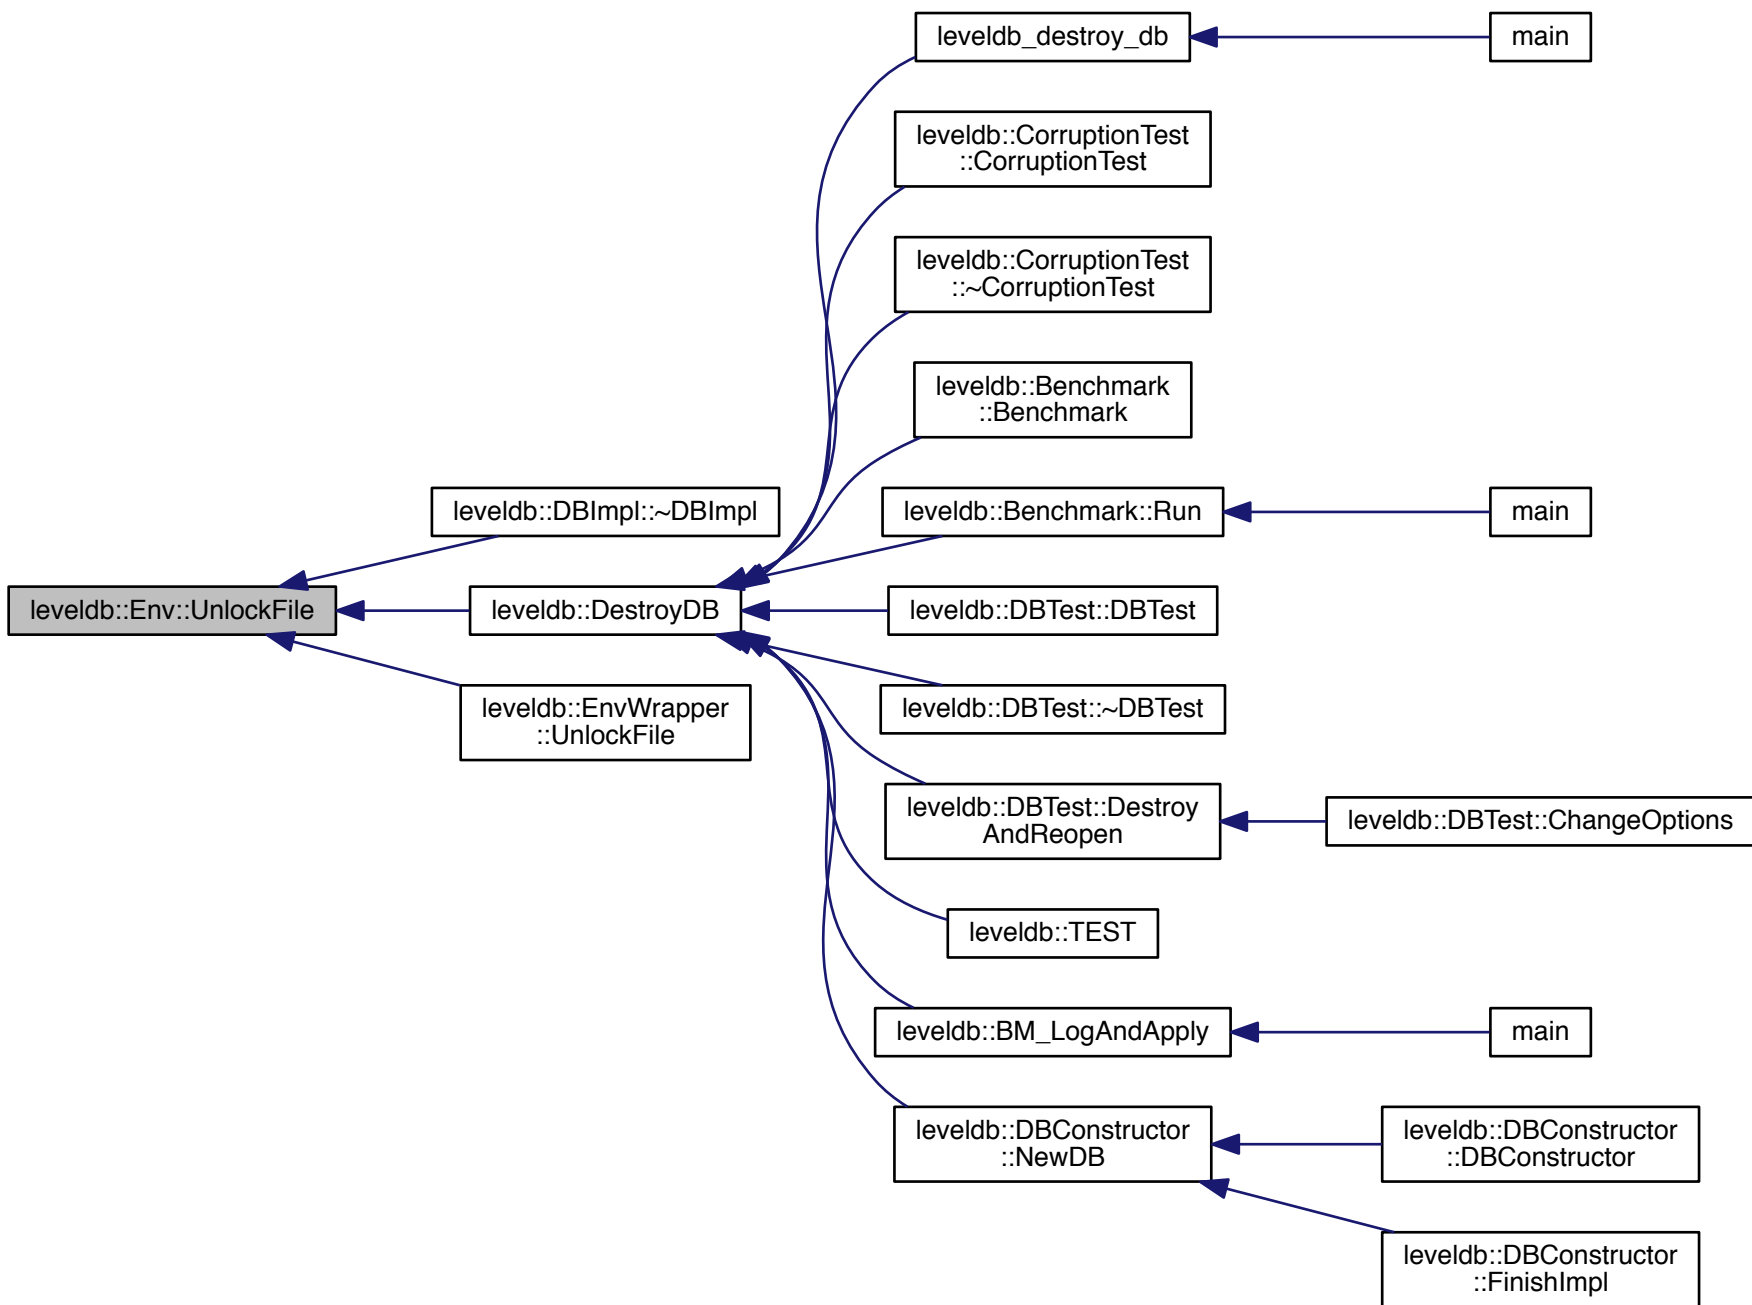 leveldb_destroy_db
main
leveldb::CorruptionTest
::CorruptionTest
leveldb::CorruptionTest
::~CorruptionTest
leveldb::Benchmark
::Benchmark
leveldb::DBImpl::~DBImpl
leveldb::Benchmark::Run
main
leveldb::Env::UnlockFile
leveldb::DestroyDB
leveldb::DBTest::DBTest
leveldb::EnvWrapper
::UnlockFile
leveldb::DBTest::~DBTest
leveldb::DBTest::Destroy
AndReopen
leveldb::DBTest::ChangeOptions
leveldb::TEST
leveldb::BM_LogAndApply
main
leveldb::DBConstructor
::NewDB
leveldb::DBConstructor
::DBConstructor
leveldb::DBConstructor
::FinishImpl